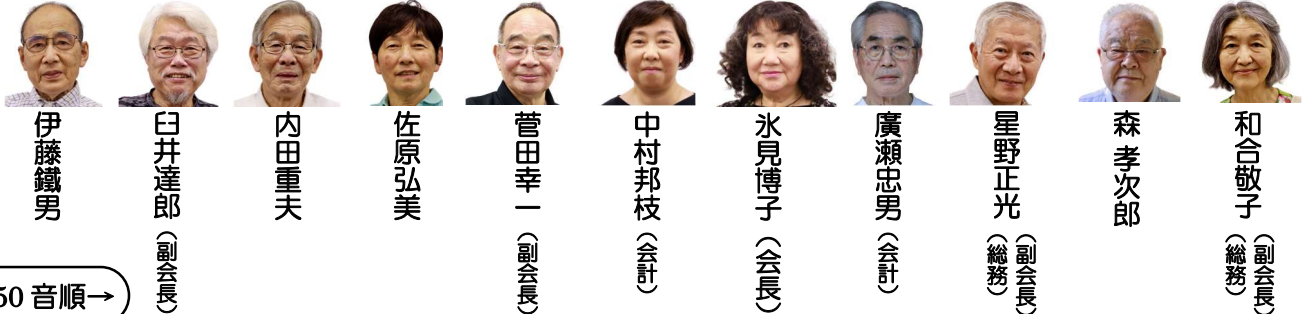 伊藤鐵男
臼井達郎（副会長）
内田重夫
佐原弘美
菅田幸一（副会長）
中村邦枝（会計）
氷見博子（会長）
廣瀬忠男（会計）
星野正光（副会長）
（総務）
森 孝次郎
和合敬子（副会長）
（総務）
50音順→